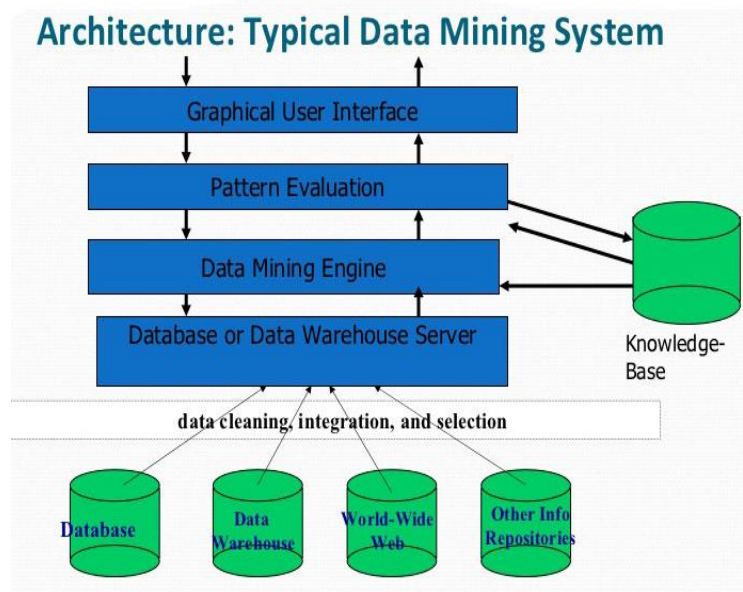 Architecture: Typical Data Mining System
Graphical User Interface
Pattern Evaluation
Data Mining Engine
Database or Data Warehouse Server
Knowledge-
Base
data cleaning, integration, and selection
Database
Data
Warehouse
World-Wide
Web
Other Info
Repositories